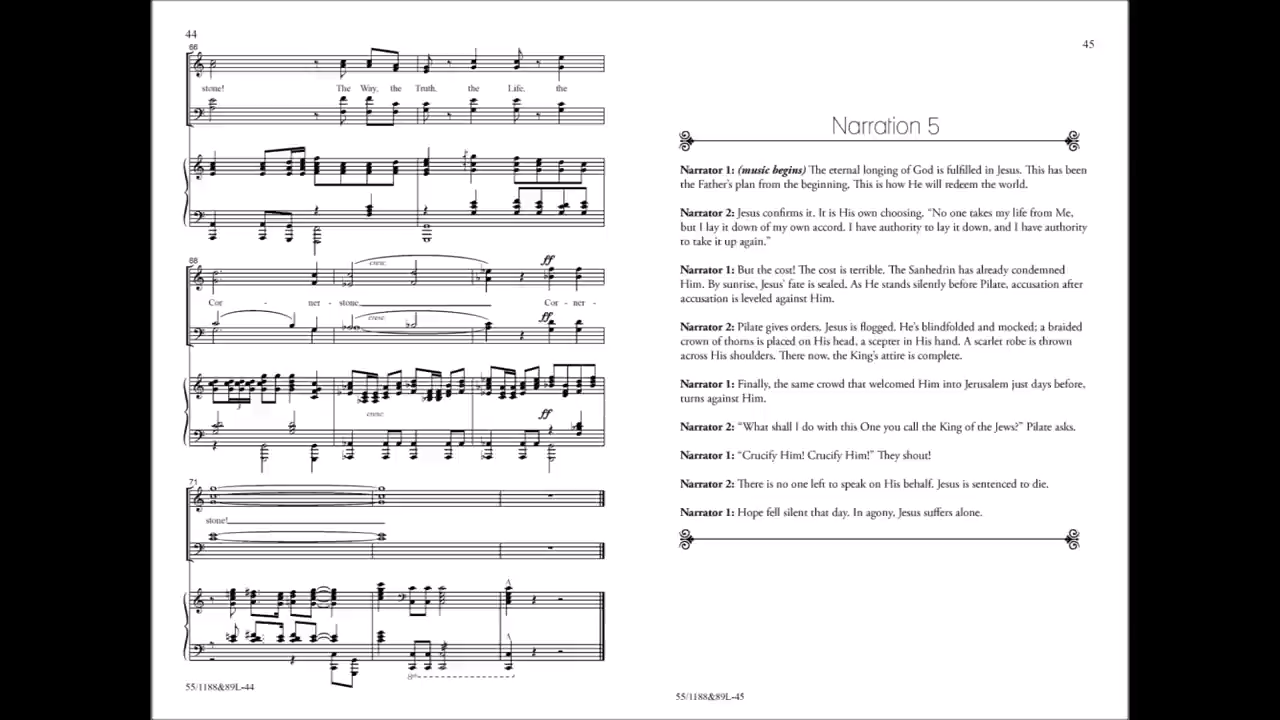 44
66
stone! The Way, the Truth, the Life, the
68
cresc.
ff
Cor - ner - stone. Cor - ner -
cresc.
ff
3
cresc.
ff
71
stone!
8va
55/1188&89L-44
45
Narration 5
Narrator 1: (music begins) The eternal longing of God is fulfilled in Jesus. This has been
the Father's plan from the beginning. This is how He will redeem the world.
Narrator 2: Jesus confirms it. It is His own choosing. “No one takes my life from Me,
but I lay it down of my own accord. I have authority to lay it down, and I have authority
to take it up again.”
Narrator 1: But the cost! The cost is terrible. The Sanhedrin has already condemned
Him. By sunrise, Jesus’ fate is sealed. As He stands silently before Pilate, accusation after
accusation is leveled against Him.
Narrator 2: Pilate gives orders. Jesus is flogged. He’s blindfolded and mocked; a braided
crown of thorns is placed on His head, a scepter in His hand. A scarlet robe is thrown
across His shoulders. There now, the King’s attire is complete.
Narrator 1: Finally, the same crowd that welcomed Him into Jerusalem just days before,
turns against Him.
Narrator 2: “What shall I do with this One you call the King of the Jews?” Pilate asks.
Narrator 1: “Crucify Him! Crucify Him!” They shout!
Narrator 2: There is no one left to speak on His behalf. Jesus is sentenced to die.
Narrator 1: Hope fell silent that day. In agony, Jesus suffers alone.
55/1188&89L-45